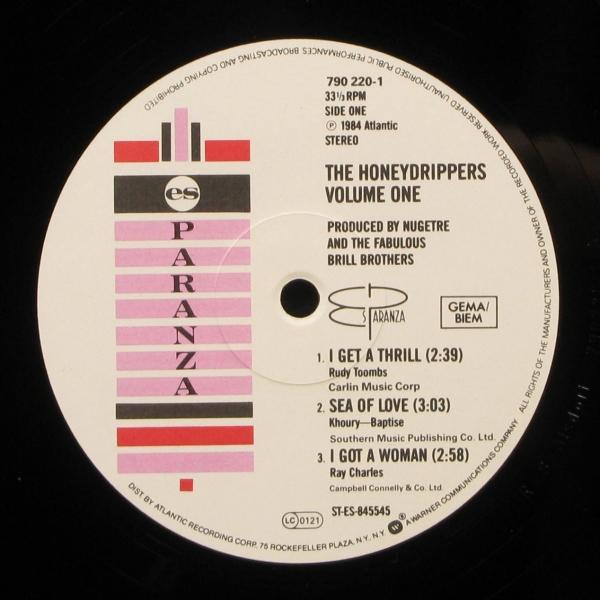 ALL RIGHTS OF THE MANUFACTURERS AND OWNER OF THE RECORDED WORK RESERVED UNAUTHORISED PUBLIC PERFORMANCES BROADCASTING AND COPYING PROHIBITED
790 220-1
33⅓ RPM
SIDE ONE
℗ 1984 Atlantic
STEREO
es
PARANZA
THE HONEYDRIPPERS
VOLUME ONE
PRODUCED BY NUGETRE
AND THE FABULOUS
BRILL BROTHERS
ES PARANZA
GEMA/
BIEM
1. I GET A THRILL (2:39)
Rudy Toombs
Carlin Music Corp
2. SEA OF LOVE (3:03)
Khoury—Baptise
Southern Music Publishing Co. Ltd.
3. I GOT A WOMAN (2:58)
Ray Charles
Campbell Connelly & Co. Ltd.
LC 0121
ST-ES-845545
DIST BY ATLANTIC RECORDING CORP. 75 ROCKEFELLER PLAZA, N.Y., N.Y. W ® A WARNER COMMUNICATIONS COMPANY